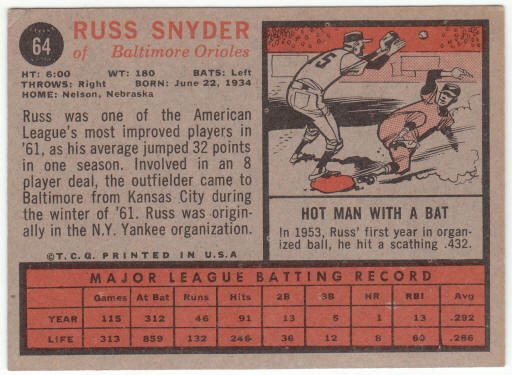 64
RUSS SNYDER
of Baltimore Orioles
HT: 6:00 WT: 180 BATS: Left
THROWS: Right BORN: June 22, 1934
HOME: Nelson, Nebraska
Russ was one of the American
League's most improved players in
'61, as his average jumped 32 points
in one season. Involved in an 8
player deal, the outfielder came to
Baltimore from Kansas City during
the winter of '61. Russ was origin-
ally in the N.Y. Yankee organization.
©T.C.G. PRINTED IN U.S.A
5
HOT MAN WITH A BAT
In 1953, Russ' first year in organ-
ized ball, he hit a scathing .432.
MAJOR LEAGUE BATTING RECORD
Games At Bat Runs Hits 2B 3B HR RBI Avg
YEAR 115 312 46 91 13 5 1 13 .292
LIFE 313 859 132 246 36 12 8 60 .286